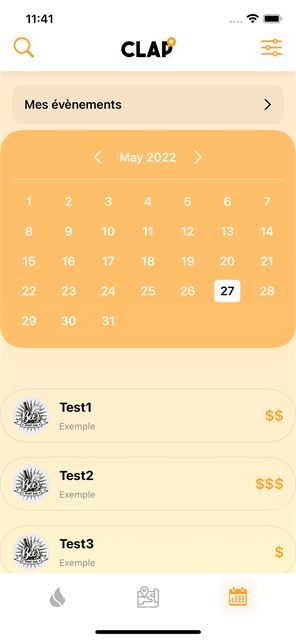 11:41
CLAP
Mes évènements
May 2022
1 2 3 4 5 6 7
8 9 10 11 12 13 14
15 16 17 18 19 20 21
22 23 24 25 26 27 28
29 30 31
Test1
Exemple
$$
Test2
Exemple
$$$
Test3
Exemple
$